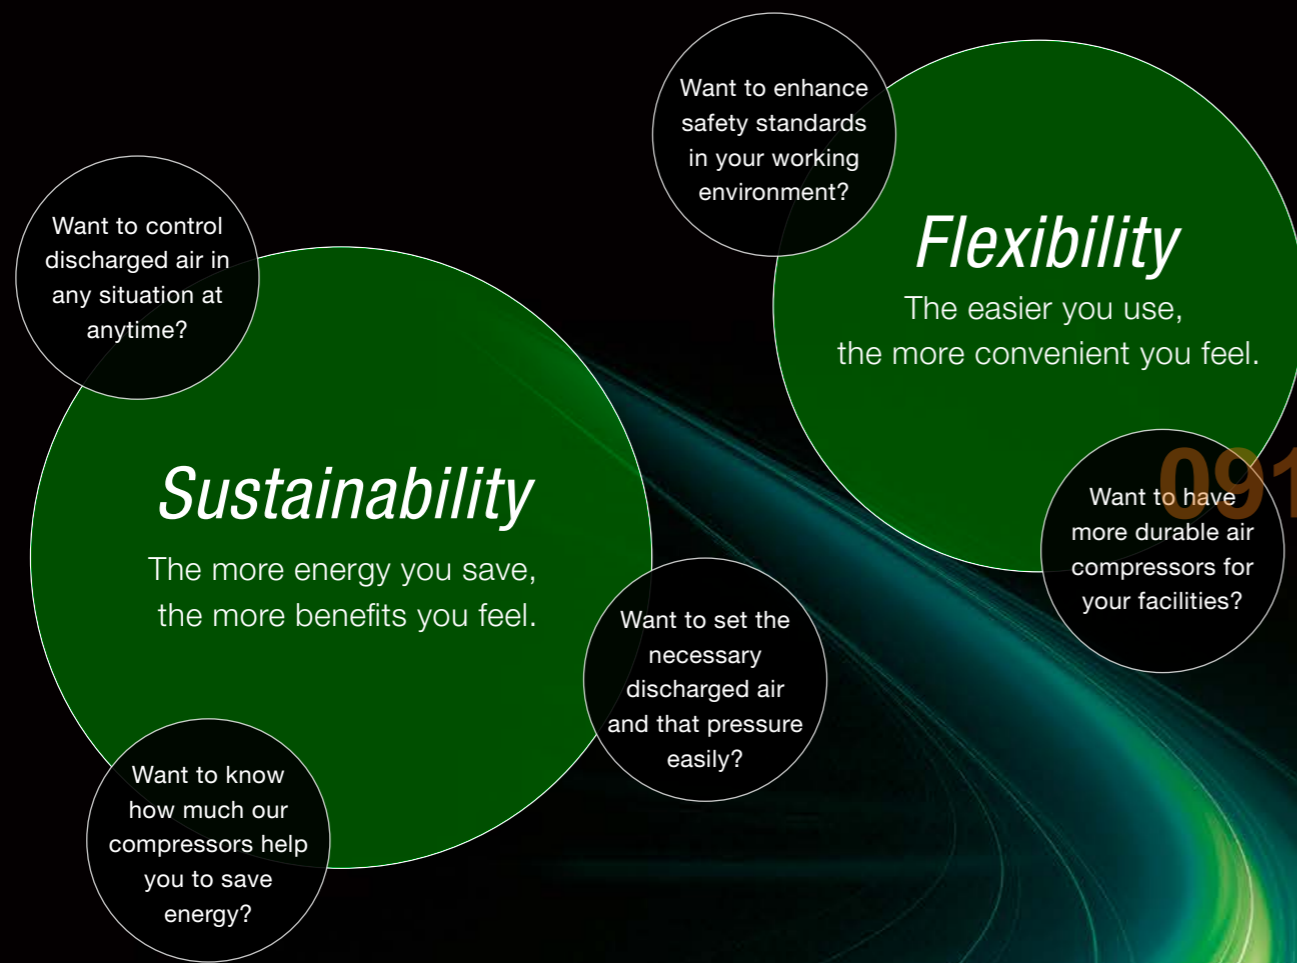 Want to enhance
safety standards
in your working
environment?
Flexibility
The easier you use,
the more convenient you feel.
Want to control
discharged air in
any situation at
anytime?
Sustainability
The more energy you save,
the more benefits you feel.
091
Want to have
more durable air
compressors for
your facilities?
Want to set the
necessary
discharged air
and that pressure
easily?
Want to know
how much our
compressors help
you to save
energy?